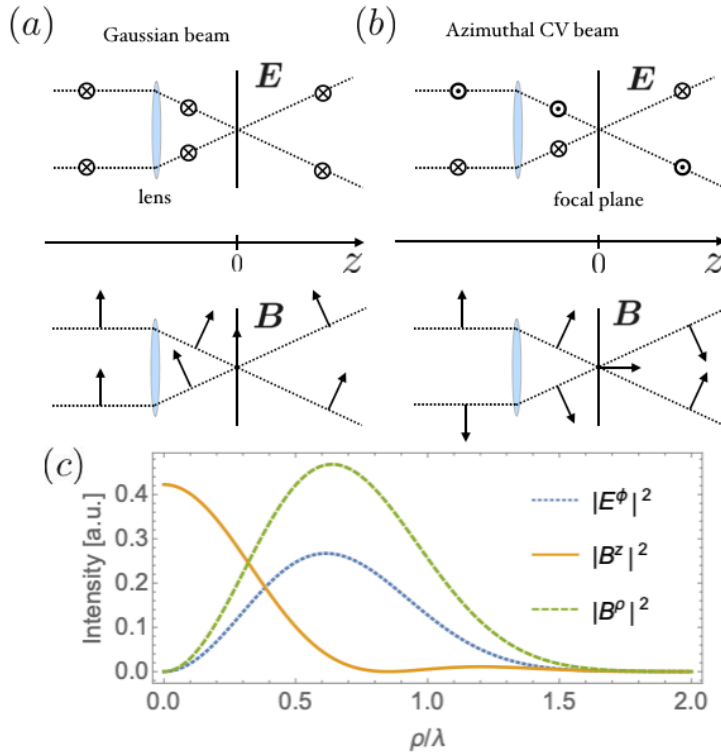 (a)
Gaussian beam
E
lens
0
z
B
(b)
Azimuthal CV beam
E
focal plane
0
z
B
(c)
Intensity [a.u.]
0.4
0.3
0.2
0.1
0.0
|E^ϕ|²
|B^z|²
|B^ρ|²
0.0 0.5 1.0 1.5 2.0
ρ/λ